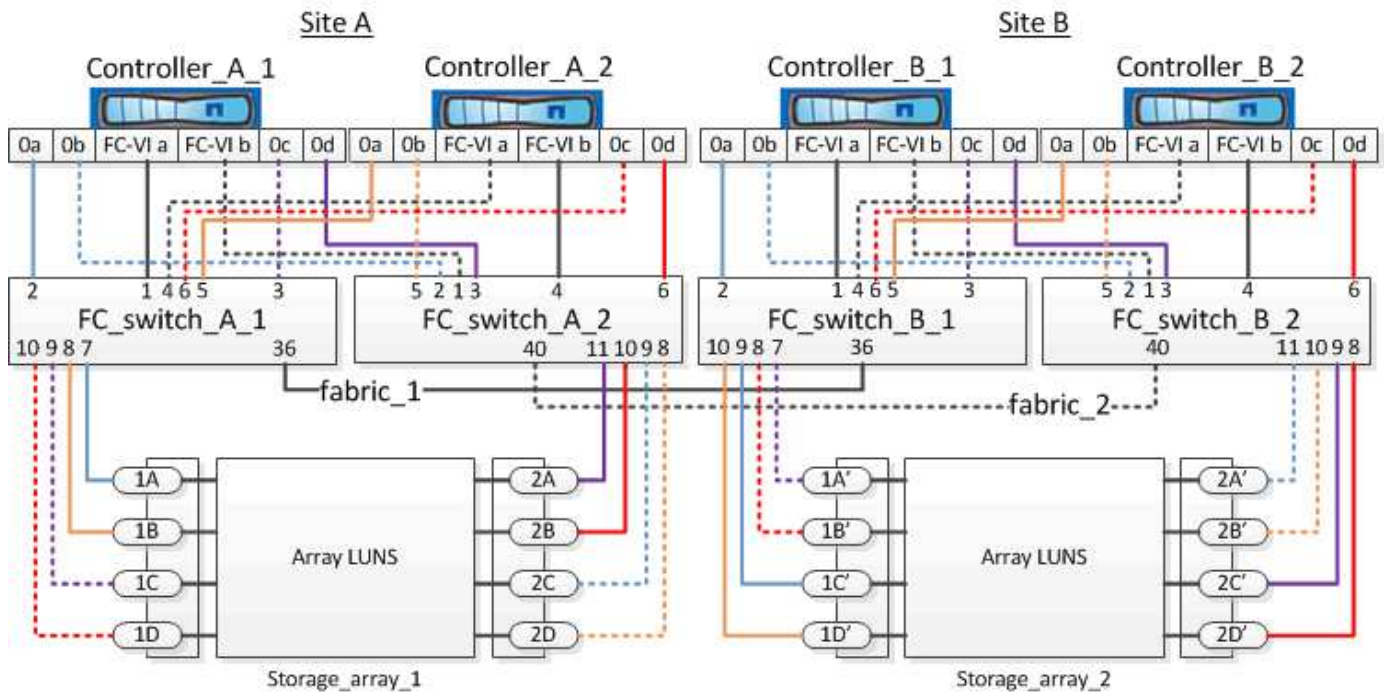 Site A Site B
Controller_A_1 Controller_A_2 Controller_B_1 Controller_B_2
0a 0b FC-VI a FC-VI b 0c 0d 0a 0b FC-VI a FC-VI b 0c 0d 0a 0b FC-VI a FC-VI b 0c 0d 0a 0b FC-VI a FC-VI b 0c 0d
2 1 4 6 5 3 5 2 1 3 4 6 2 1 4 6 5 3 5 2 1 3 4 6
FC_switch_A_1 FC_switch_A_2 FC_switch_B_1 FC_switch_B_2
10 9 8 7 36 40 11 10 9 8 10 9 8 7 36 40 11 10 9 8
fabric_1 fabric_2
1A 2A 1A’ 2A’
1B 2B 1B’ 2B’
Array LUNS Array LUNS
1C 2C 1C’ 2C’
1D 2D 1D’ 2D’
Storage_array_1 Storage_array_2